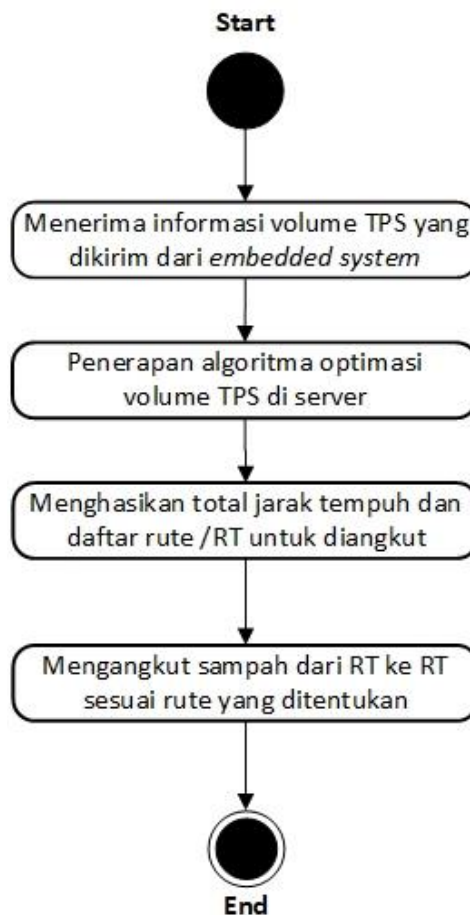 Start
Menerima informasi volume TPS yang
dikirim dari embedded system
Penerapan algoritma optimasi
volume TPS di server
Menghasikan total jarak tempuh dan
daftar rute /RT untuk diangkut
Mengangkut sampah dari RT ke RT
sesuai rute yang ditentukan
End